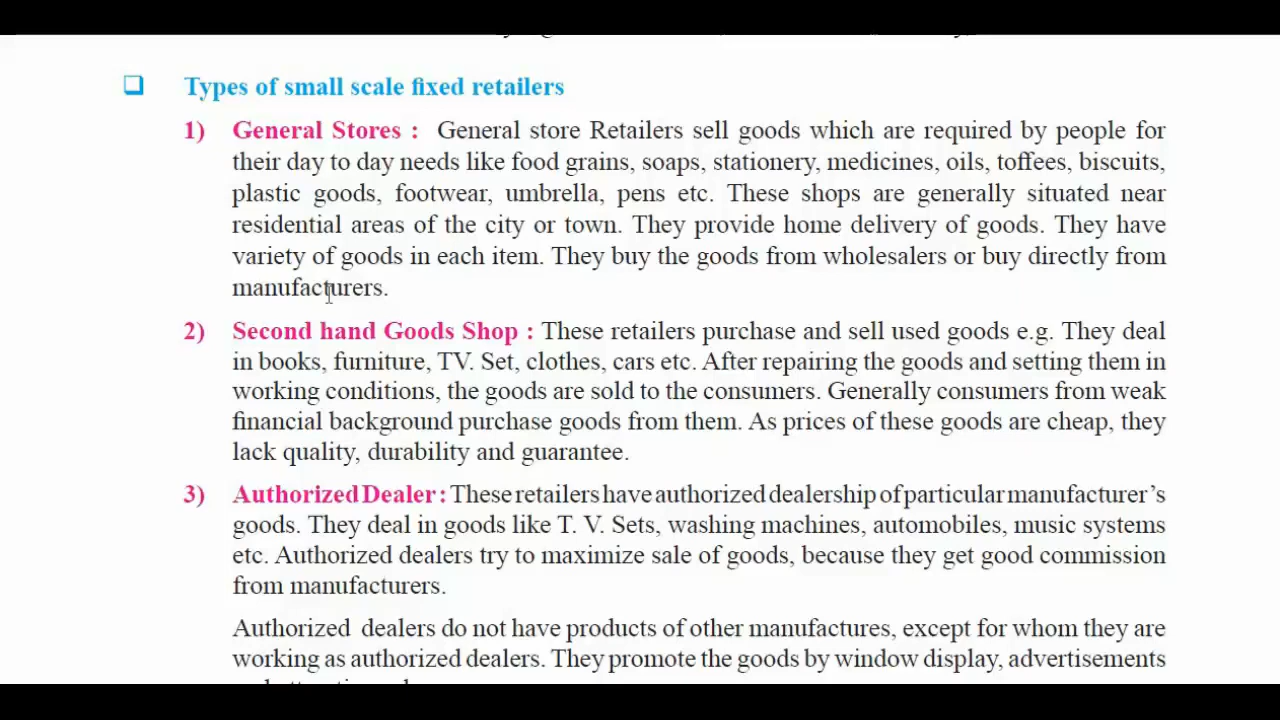 Types of small scale fixed retailers
1) General Stores : General store Retailers sell goods which are required by people for
their day to day needs like food grains, soaps, stationery, medicines, oils, toffees, biscuits,
plastic goods, footwear, umbrella, pens etc. These shops are generally situated near
residential areas of the city or town. They provide home delivery of goods. They have
variety of goods in each item. They buy the goods from wholesalers or buy directly from
manufacturers.
2) Second hand Goods Shop : These retailers purchase and sell used goods e.g. They deal
in books, furniture, TV. Set, clothes, cars etc. After repairing the goods and setting them in
working conditions, the goods are sold to the consumers. Generally consumers from weak
financial background purchase goods from them. As prices of these goods are cheap, they
lack quality, durability and guarantee.
3) Authorized Dealer : These retailers have authorized dealership of particular manufacturer’s
goods. They deal in goods like T. V. Sets, washing machines, automobiles, music systems
etc. Authorized dealers try to maximize sale of goods, because they get good commission
from manufacturers.
Authorized dealers do not have products of other manufactures, except for whom they are
working as authorized dealers. They promote the goods by window display, advertisements